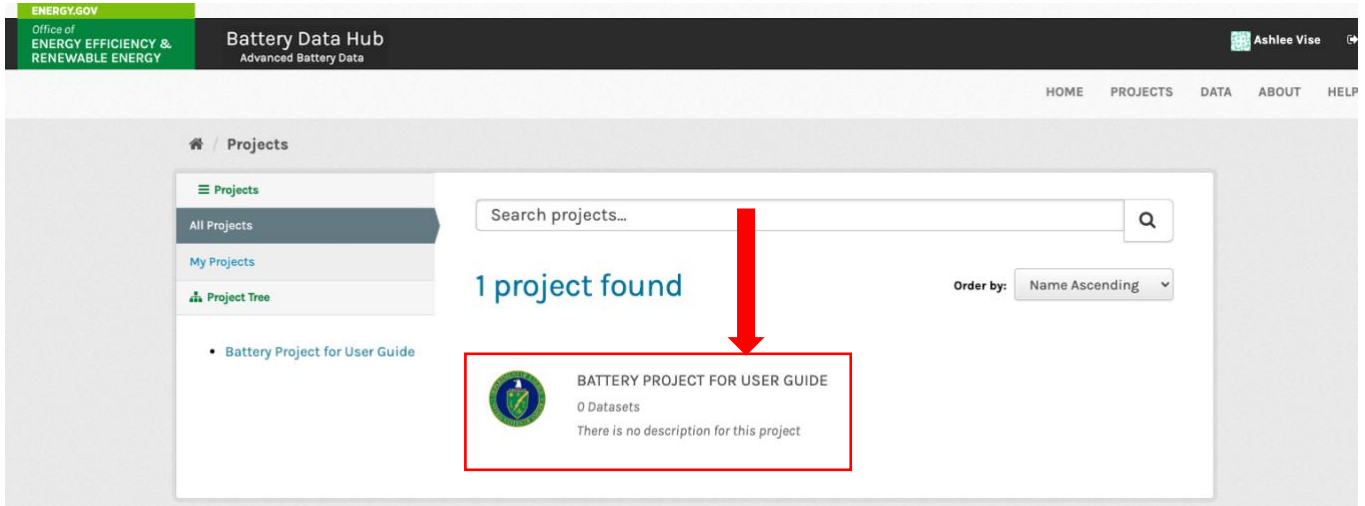 ENERGY.GOV
Office of
ENERGY EFFICIENCY &
RENEWABLE ENERGY
Battery Data Hub
Advanced Battery Data
Ashlee Vise
HOME PROJECTS DATA ABOUT HELP
/ Projects
Projects
All Projects
My Projects
Project Tree
Battery Project for User Guide
Search projects...
1 project found
Order by: Name Ascending
BATTERY PROJECT FOR USER GUIDE
0 Datasets
There is no description for this project